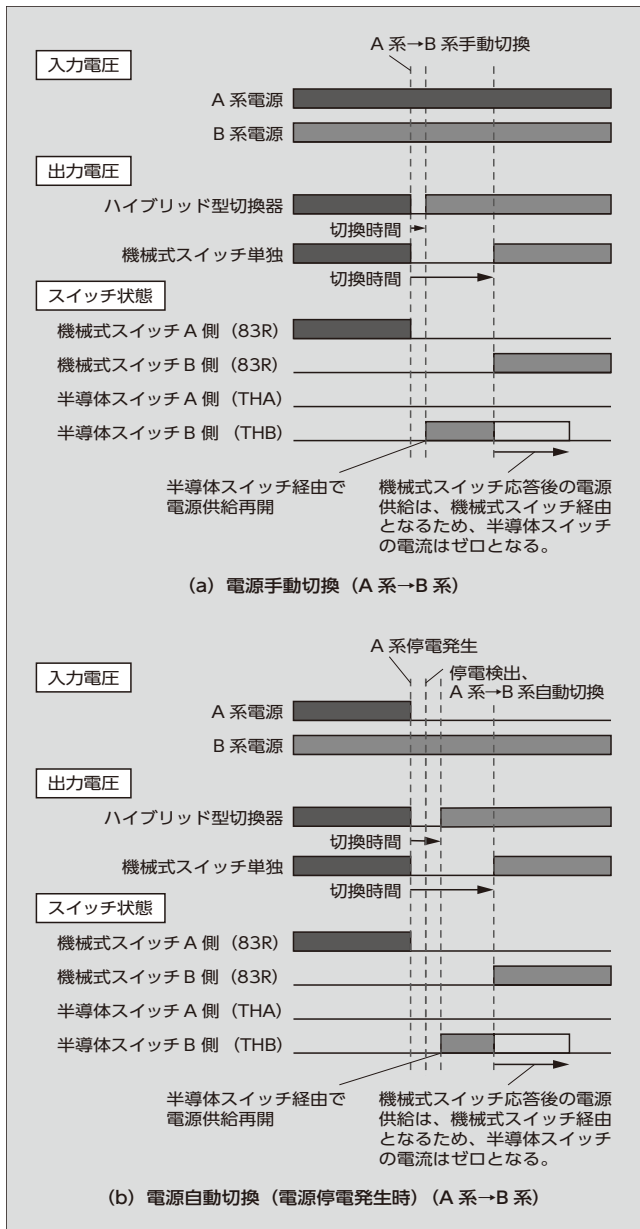 A 系→B 系手動切換
入力電圧
A 系電源
B 系電源
出力電圧
ハイブリッド型切換器
切換時間
機械式スイッチ単独
切換時間
スイッチ状態
機械式スイッチ A 側（83R）
機械式スイッチ B 側（83R）
半導体スイッチ A 側（THA）
半導体スイッチ B 側（THB）
半導体スイッチ経由で
電源供給再開
機械式スイッチ応答後の電源
供給は、機械式スイッチ経由
となるため、半導体スイッチ
の電流はゼロとなる。
(a) 電源手動切換（A 系→B 系）
A 系停電発生
停電検出、
A 系→B 系自動切換
入力電圧
A 系電源
B 系電源
出力電圧
ハイブリッド型切換器
切換時間
機械式スイッチ単独
切換時間
スイッチ状態
機械式スイッチ A 側（83R）
機械式スイッチ B 側（83R）
半導体スイッチ A 側（THA）
半導体スイッチ B 側（THB）
半導体スイッチ経由で
電源供給再開
機械式スイッチ応答後の電源
供給は、機械式スイッチ経由
となるため、半導体スイッチ
の電流はゼロとなる。
(b) 電源自動切換（電源停電発生時）（A 系→B 系）